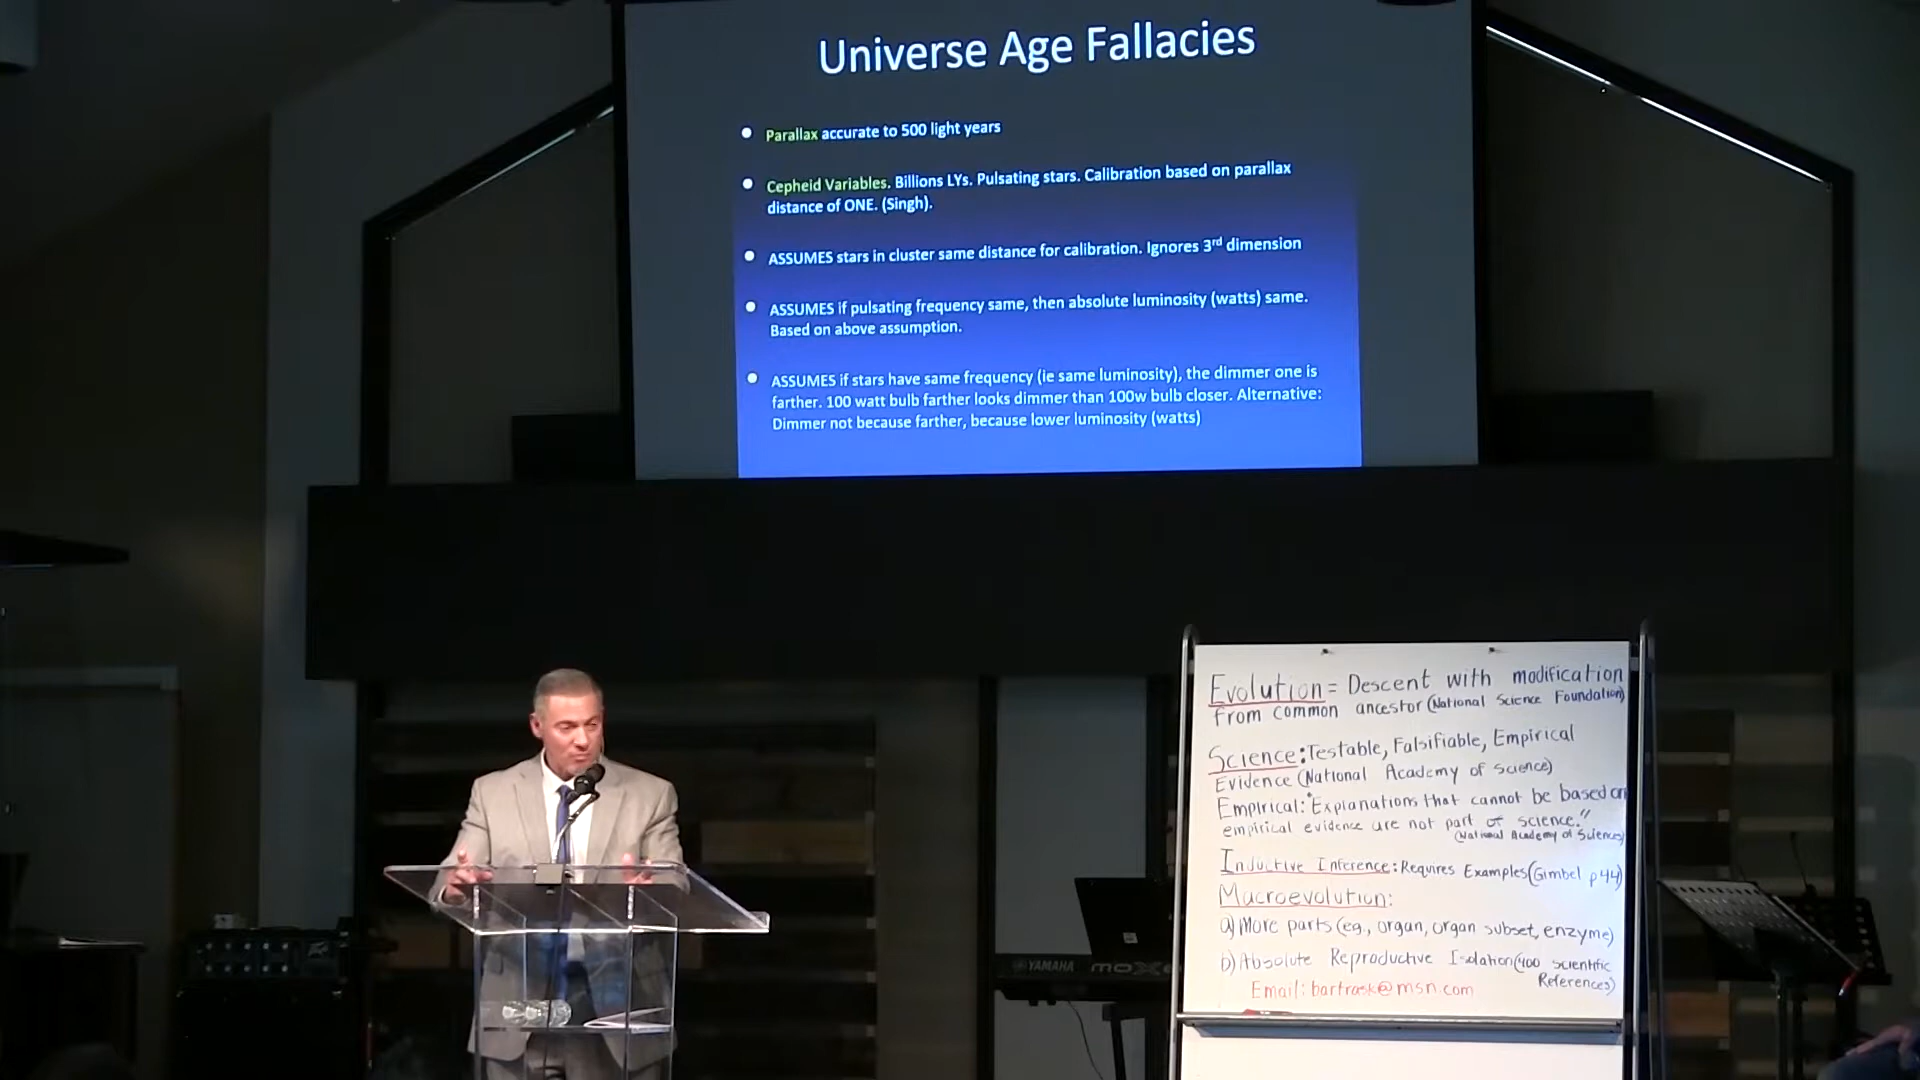 Universe Age Fallacies
Parallax accurate to 500 light years
Cepheid Variables. Billions LYs. Pulsating stars. Calibration based on parallax
distance of ONE. (Singh).
ASSUMES stars in cluster same distance for calibration. Ignores 3rd dimension
ASSUMES if pulsating frequency same, then absolute luminosity (watts) same.
Based on above assumption.
ASSUMES if stars have same frequency (ie same luminosity), the dimmer one is
farther. 100 watt bulb farther looks dimmer than 100w bulb closer. Alternative:
Dimmer not because farther, because lower luminosity (watts)
Evolution = Descent with modification
from common ancestor (National Science Foundation)
Science: Testable, Falsifiable, Empirical
Evidence (National Academy of Science)
Empirical: "Explanations that cannot be based on
empirical evidence are not part of science."
(National Academy of Sciences)
Inductive Inference: Requires Examples (Gimbel p44)
Macroevolution:
a) More parts (eg., organ, organ subset, enzyme)
b) Absolute Reproductive Isolation (400 scientific
References)
Email: bartrask@msn.com
YAMAHA